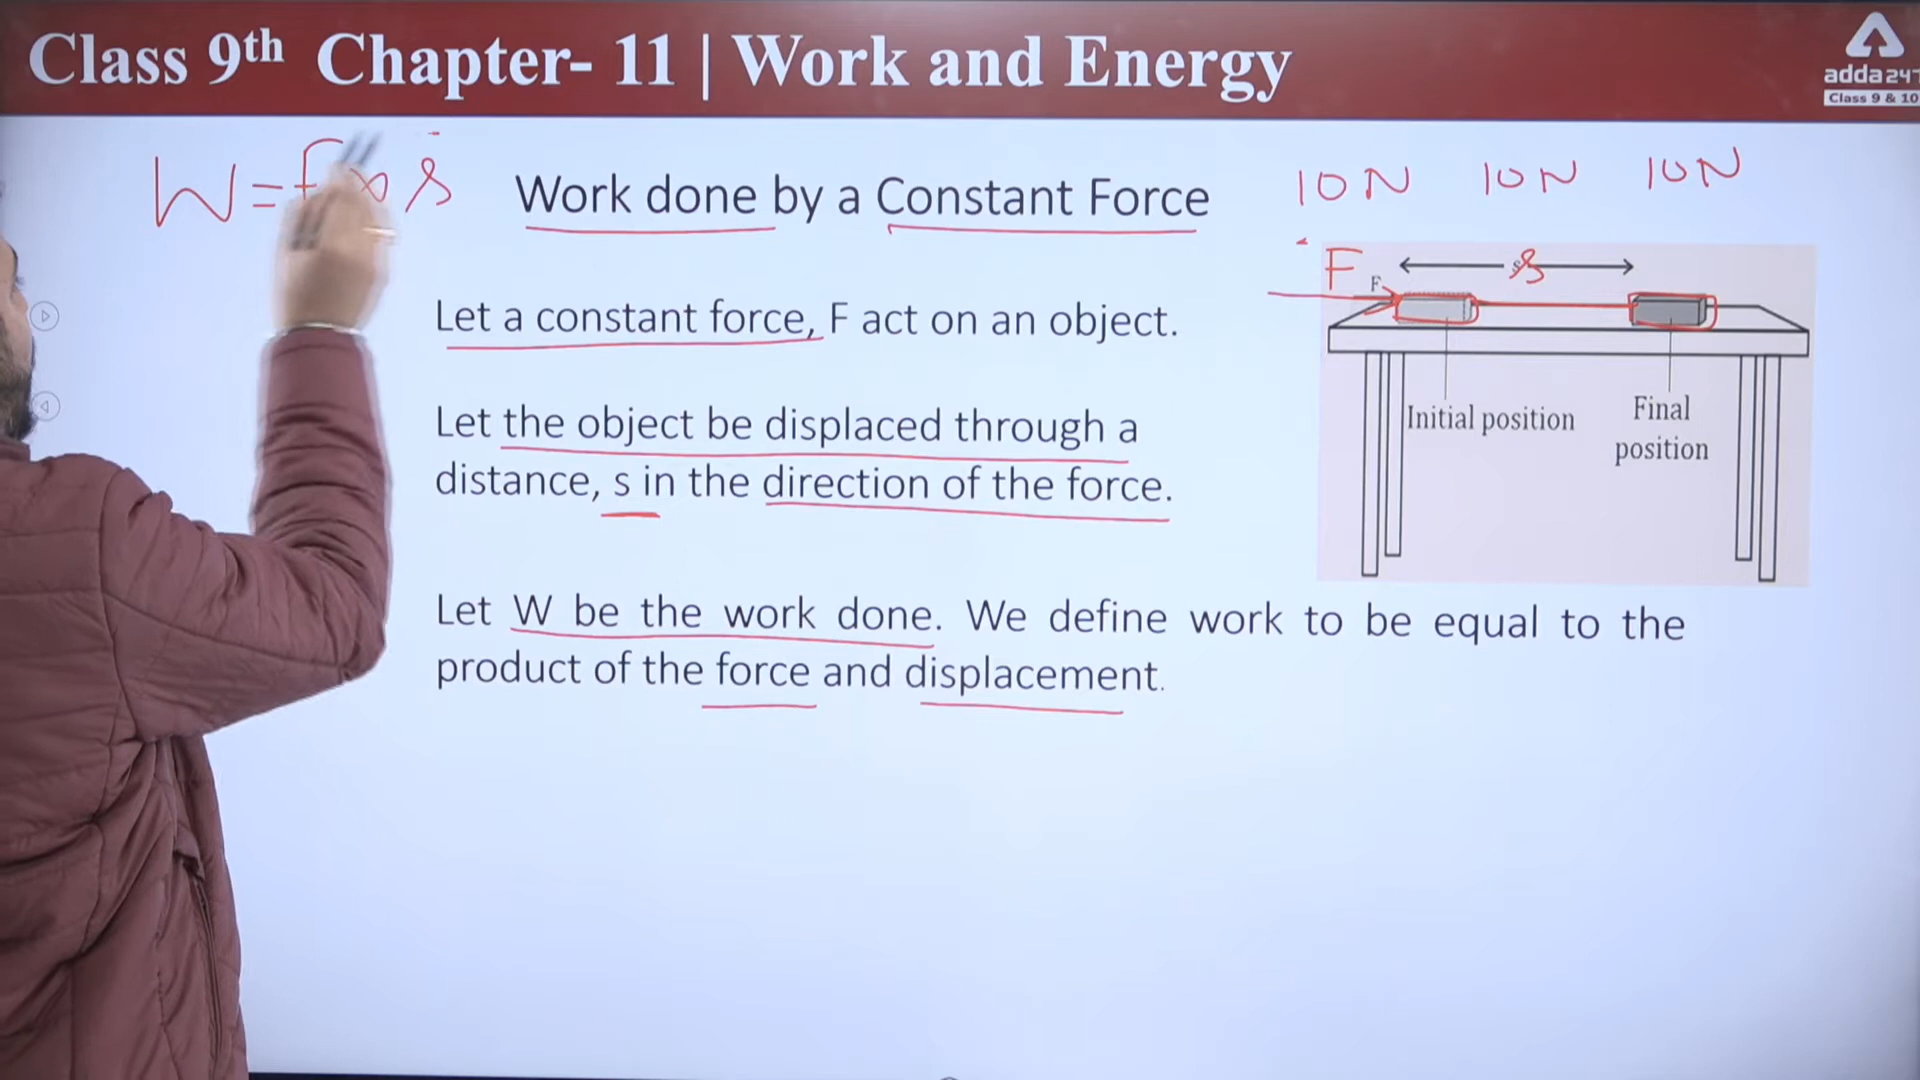 Class 9th Chapter- 11 | Work and Energy
adda247
Class 9 & 10
W = f × s
Work done by a Constant Force
10N 10N 10N
F
F
s
Let a constant force, F act on an object.
Let the object be displaced through a
distance, s in the direction of the force.
Initial position
Final
position
Let W be the work done. We define work to be equal to the
product of the force and displacement.